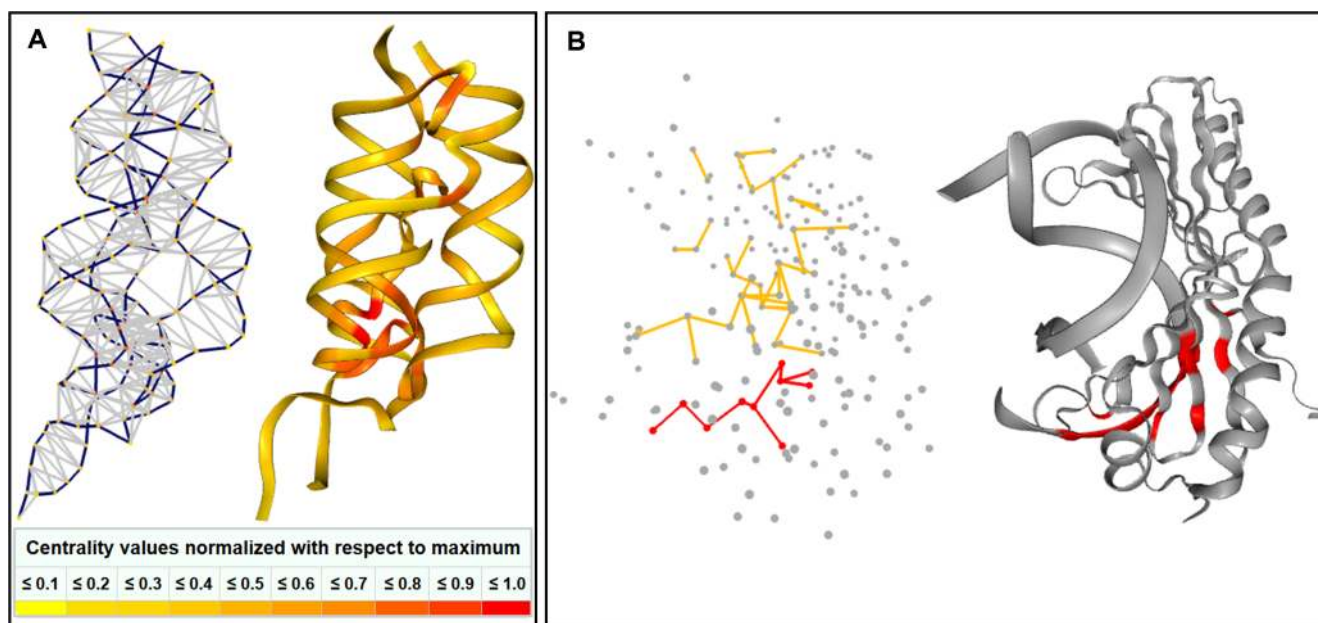 A
B
Centrality values normalized with respect to maximum
≤ 0.1 ≤ 0.2 ≤ 0.3 ≤ 0.4 ≤ 0.5 ≤ 0.6 ≤ 0.7 ≤ 0.8 ≤ 0.9 ≤ 1.0